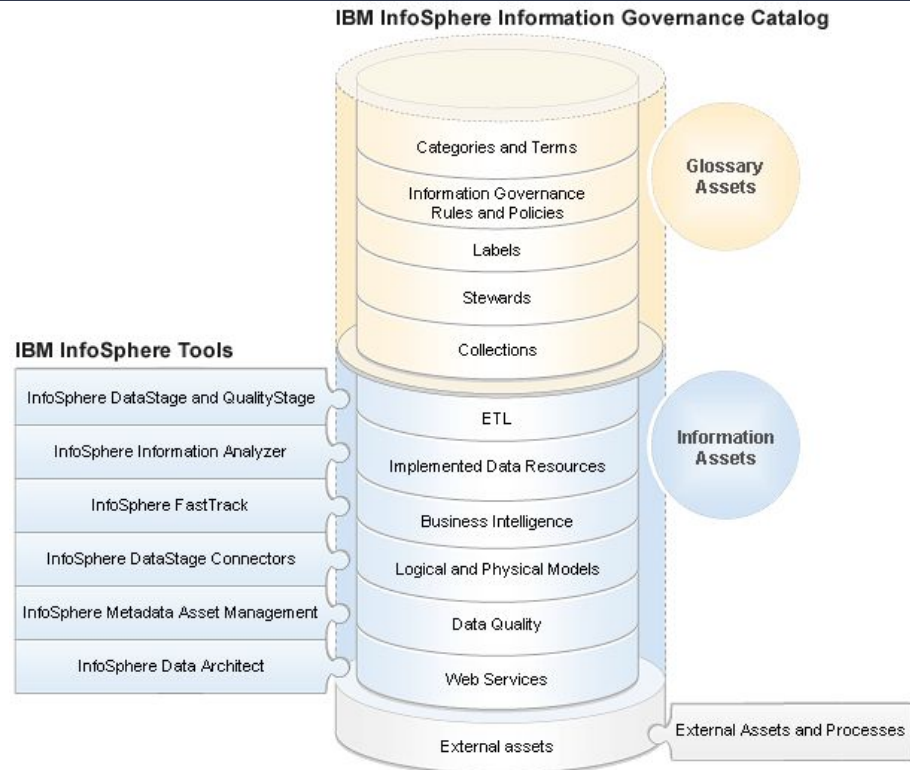 IBM InfoSphere Information Governance Catalog
Categories and Terms
Information Governance
Rules and Policies
Labels
Stewards
Collections
Glossary
Assets
IBM InfoSphere Tools
InfoSphere DataStage and QualityStage
InfoSphere Information Analyzer
InfoSphere FastTrack
InfoSphere DataStage Connectors
InfoSphere Metadata Asset Management
InfoSphere Data Architect
ETL
Implemented Data Resources
Business Intelligence
Logical and Physical Models
Data Quality
Web Services
Information
Assets
External assets
External Assets and Processes